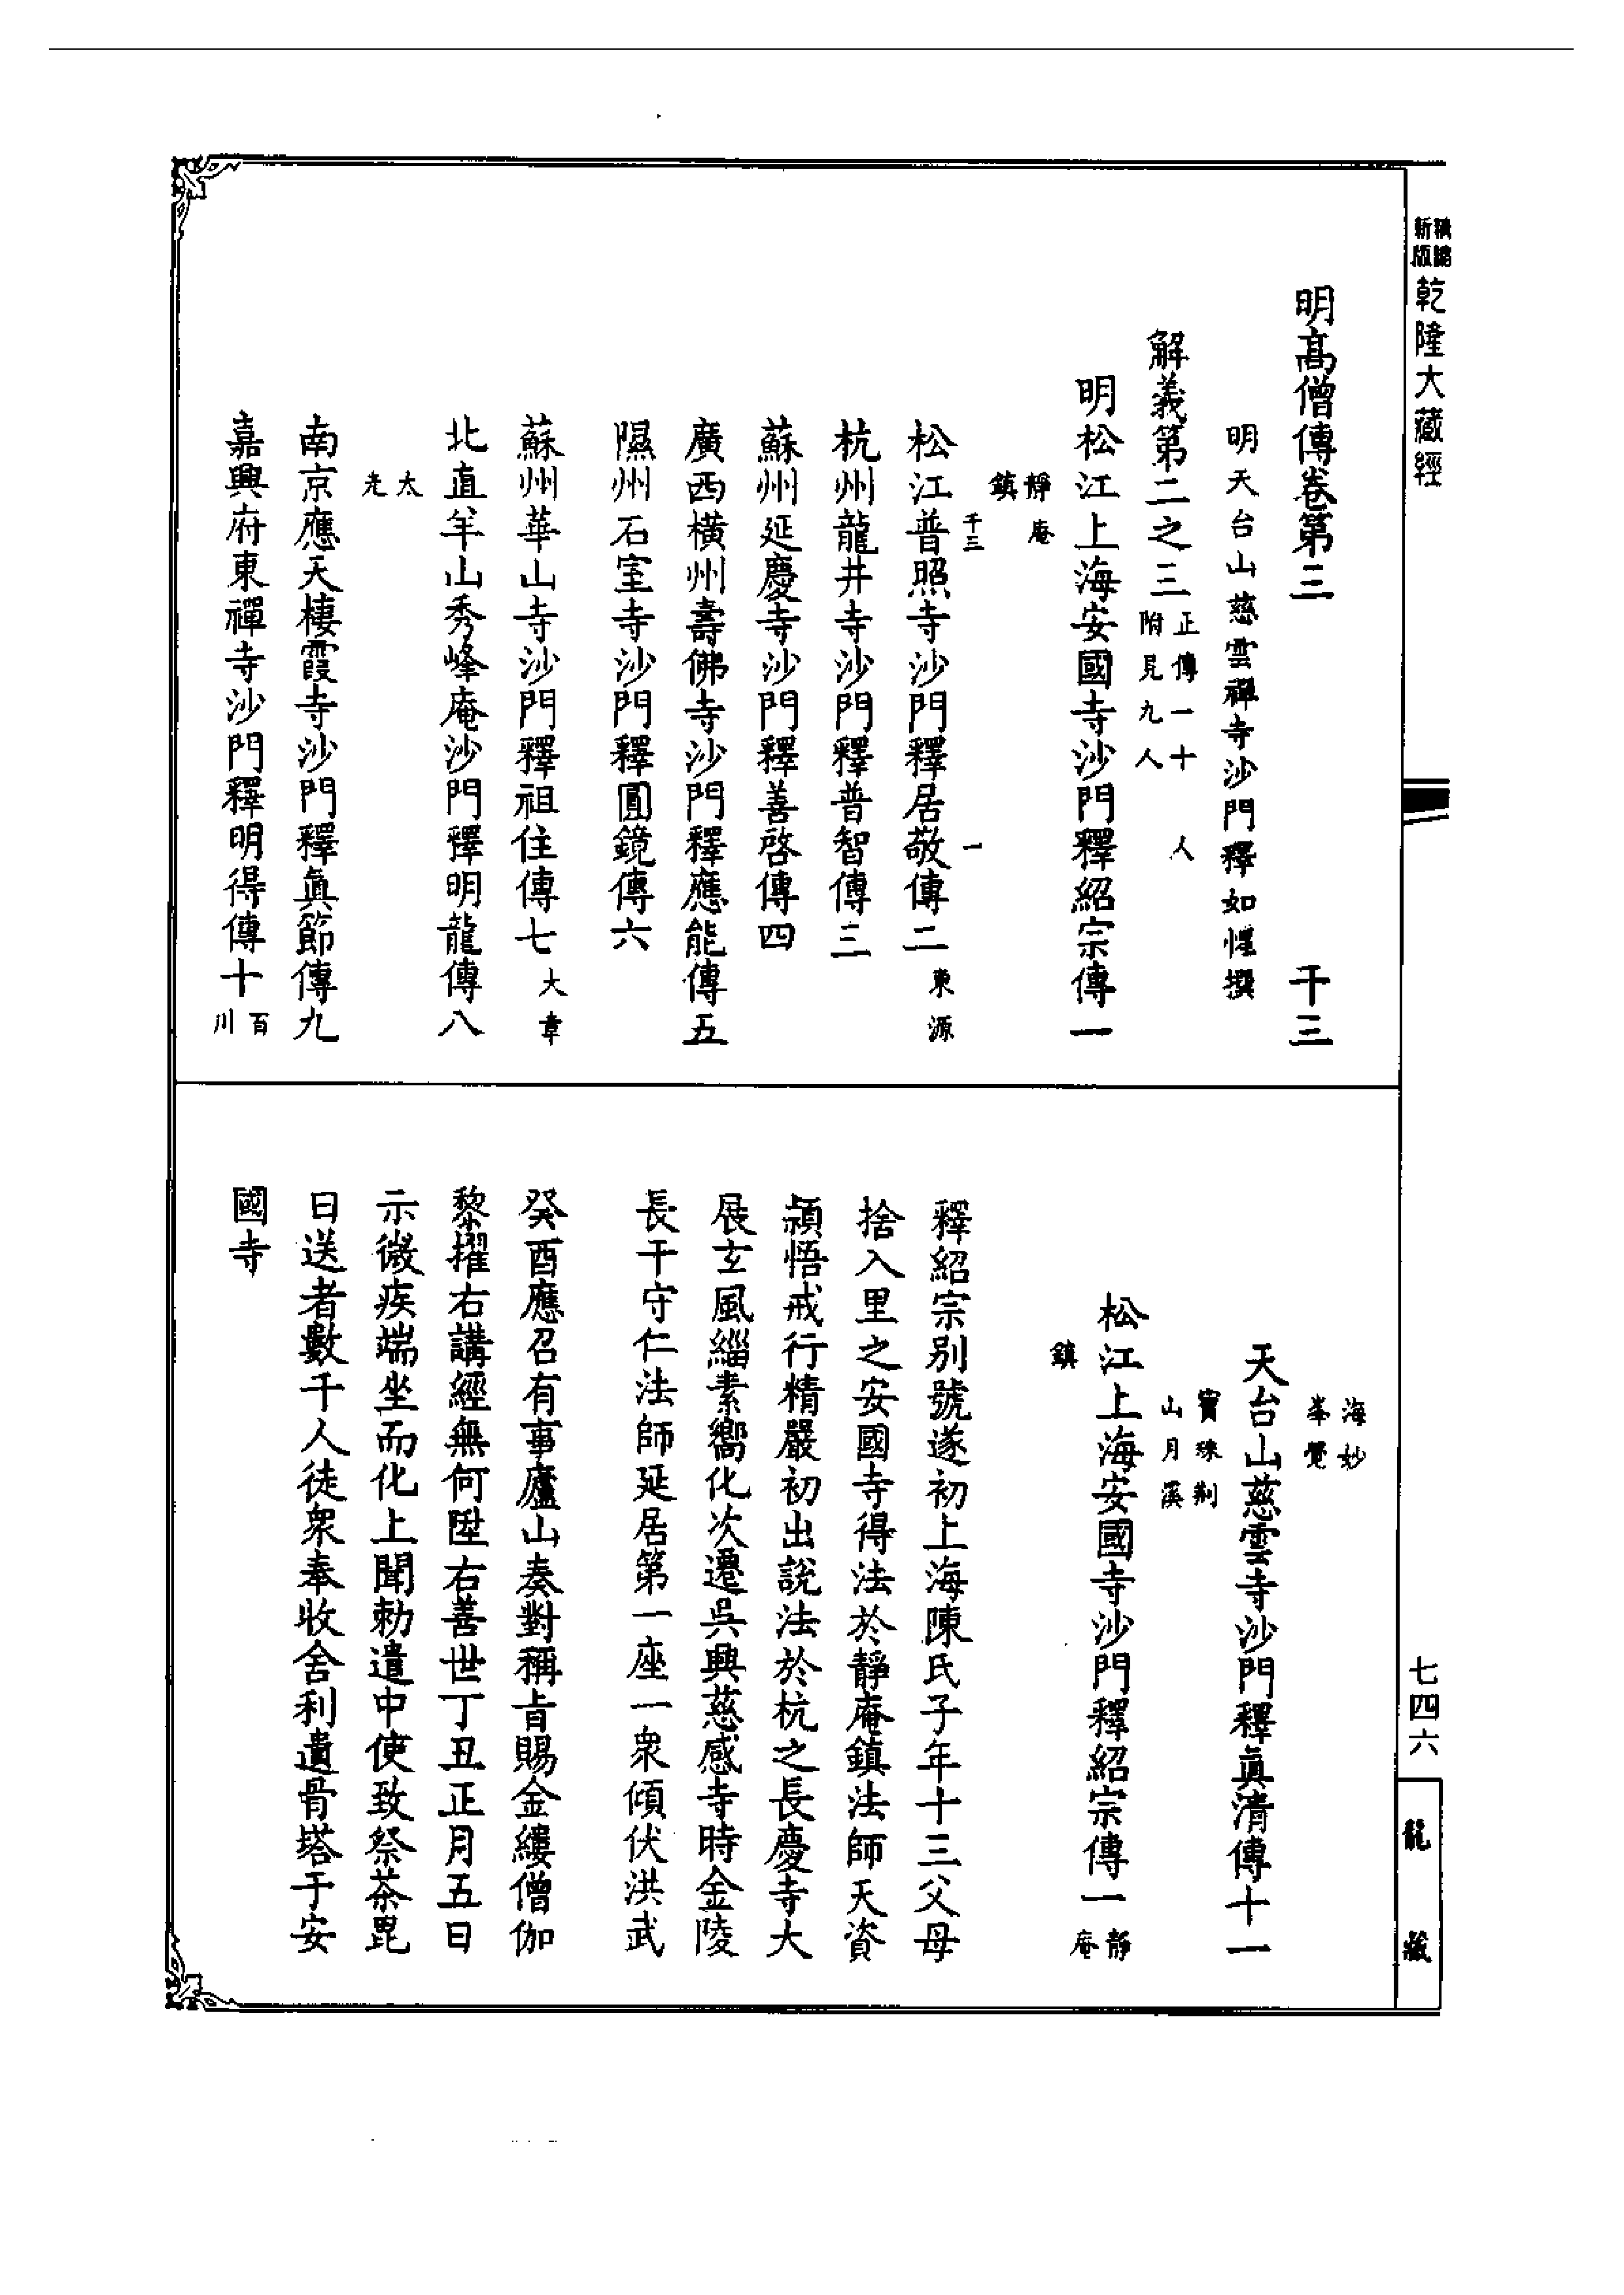 新版
精編
乾隆大藏經
明高僧傳卷第三 千三
明天台山慈雲禪寺沙門釋如惺撰
解義第二之三 正傳一十一人
附見九人
明松江上海安國寺沙門釋紹宗傳一
靜庵
鎮
千三 一
松江普照寺沙門釋居敬傳二 東源
杭州龍井寺沙門釋普智傳三
蘇州延慶寺沙門釋善啓傳四
廣西橫州壽佛寺沙門釋應能傳五
隰州石室寺沙門釋圓鏡傳六
蘇州華山寺沙門釋祖住傳七 大章
北直牟山秀峰庵沙門釋明龍傳八
太
尤
南京應天棲霞寺沙門釋眞節傳九
嘉興府東禪寺沙門釋明得傳十 百
川
海妙
峯覺
天台山慈雲寺沙門釋眞清傳十一
寶珠荆
山月溪
松江上海安國寺沙門釋紹宗傳一 靜
庵
鎮
釋紹宗別號遂初上海陳氏子年十三父母
捨入里之安國寺得法於靜庵鎮法師天資
穎悟戒行精嚴初出說法於杭之長慶寺大
展玄風緇素嚮化次遷吳興慈感寺時金陵
長干守仁法師延居第一座一衆傾伏洪武
癸酉應召有事廬山奏對稱旨賜金縷僧伽
黎擢右講經無何陞右善世丁丑正月五日
示微疾端坐而化上聞勅遣中使致祭茶毘
日送者數千人徒衆奉收舍利遺骨塔于安
國寺
七四六
龍藏